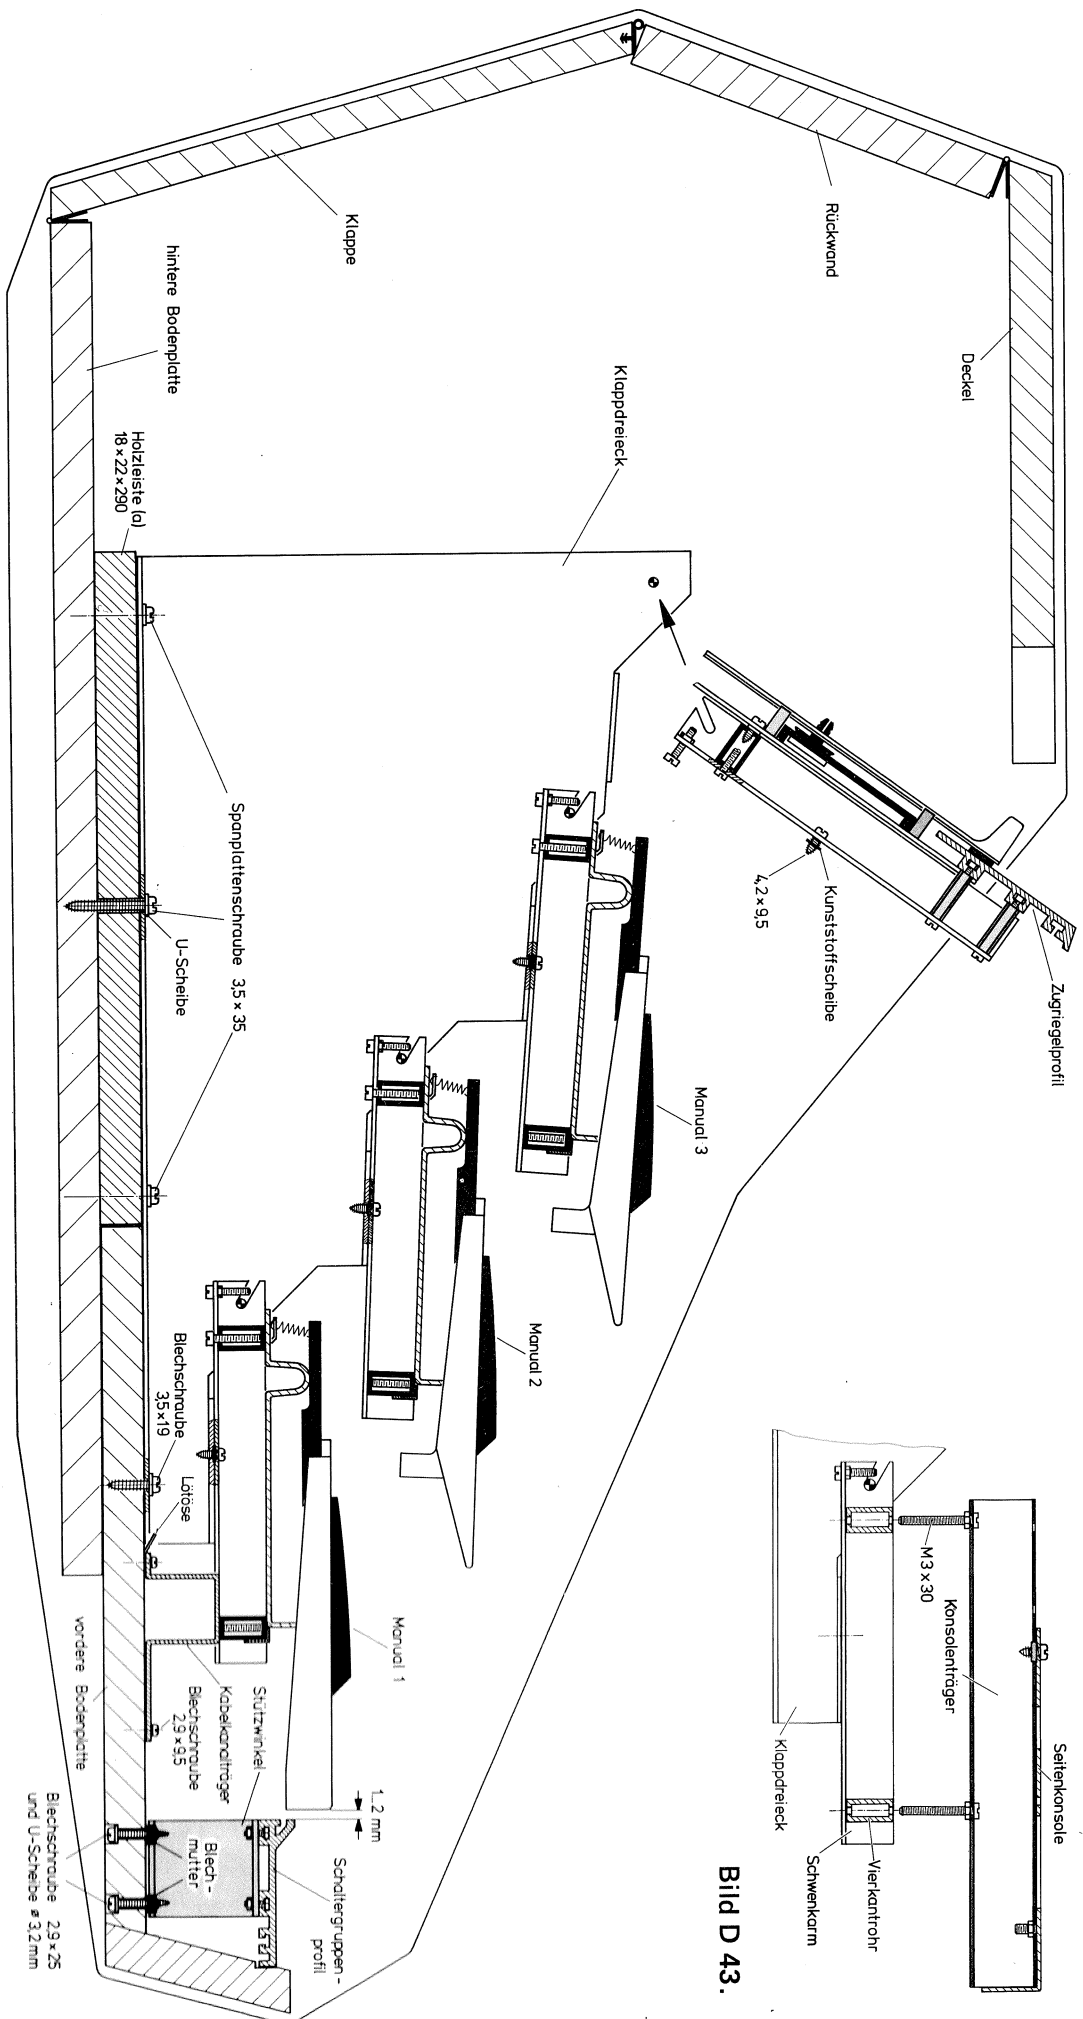 Zugriegelprofil
Deckel
Rückwand
Kunststoffscheibe
4,2 × 9,5
Klappdreieck
Klappe
Manual 3
Manual 2
Manual 1
hintere Bodenplatte
Holzleiste (a)
18 × 22 × 290
Spanplattenschraube 3,5 × 35
U-Scheibe
Blechschraube
3,5 × 19
Lötöse
vordere Bodenplatte
Stützwinkel
Kabelkanalträger
Blechschraube
2,9 × 9,5
1..2 mm
Blech-
mutter
Schaltergruppen-
profil
Blechschraube 2,9 × 25
und U-Scheibe ø 3,2 mm
Seitenkonsole
Konsolenträger
M 3 × 30
Klappdreieck
Vierkantrohr
Schwenkarm
Bild D 43.